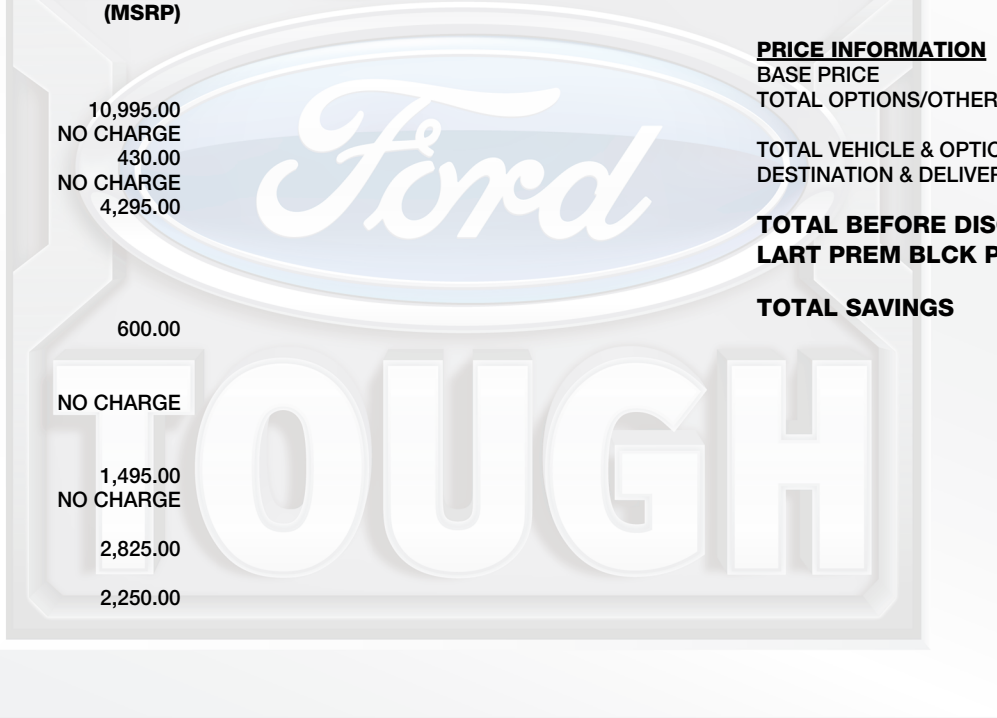 (MSRP)
10,995.00
NO CHARGE
430.00
NO CHARGE
4,295.00
600.00
NO CHARGE
1,495.00
NO CHARGE
2,825.00
2,250.00
PRICE INFORMATION
BASE PRICE
TOTAL OPTIONS/OTHER
TOTAL VEHICLE & OPTIO
DESTINATION & DELIVER
TOTAL BEFORE DIS
LART PREM BLCK P
TOTAL SAVINGS
Ford
TOUGH